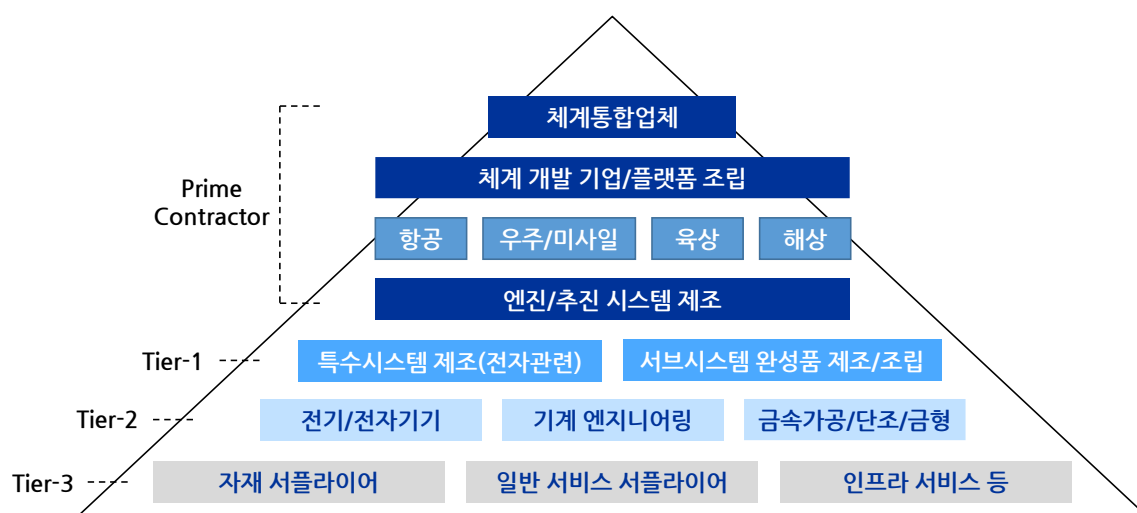 체계통합업체
체계 개발 기업/플랫폼 조립
Prime
Contractor
항공
우주/미사일
육상
해상
엔진/추진 시스템 제조
Tier-1
특수시스템 제조(전자관련)
서브시스템 완성품 제조/조립
Tier-2
전기/전자기기
기계 엔지니어링
금속가공/단조/금형
Tier-3
자재 서플라이어
일반 서비스 서플라이어
인프라 서비스 등